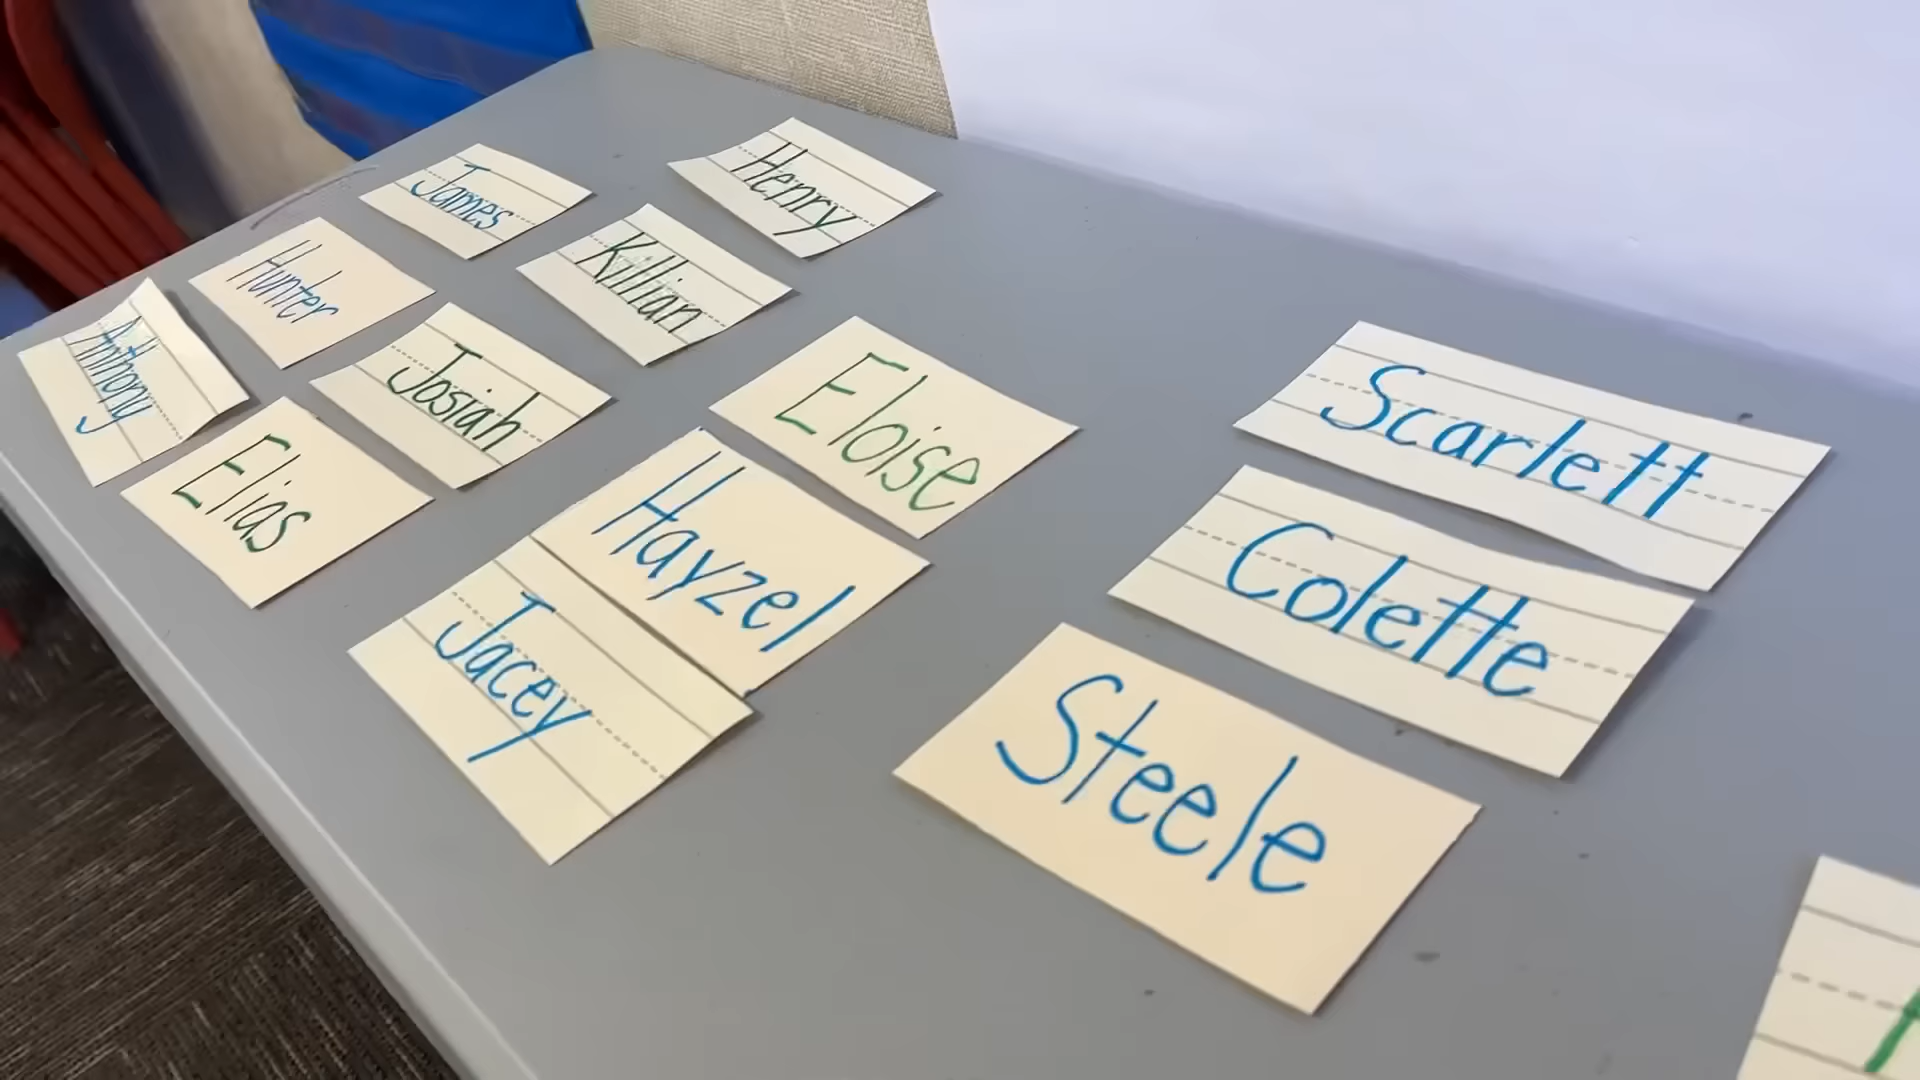 James
Henry
Hunter
Killian
Anthony
Josiah
Elias
Eloise
Hayzel
Jacey
Scarlett
Colette
Steele